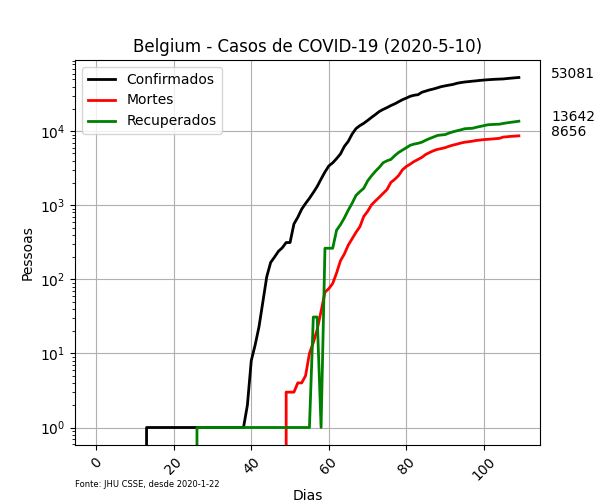 Belgium - Casos de COVID-19 (2020-5-10)
Confirmados
Mortes
Recuperados
53081
13642
8656
Pessoas
10⁴
10³
10²
10¹
10⁰
0
20
40
60
80
100
Fonte: JHU CSSE, desde 2020-1-22
Dias